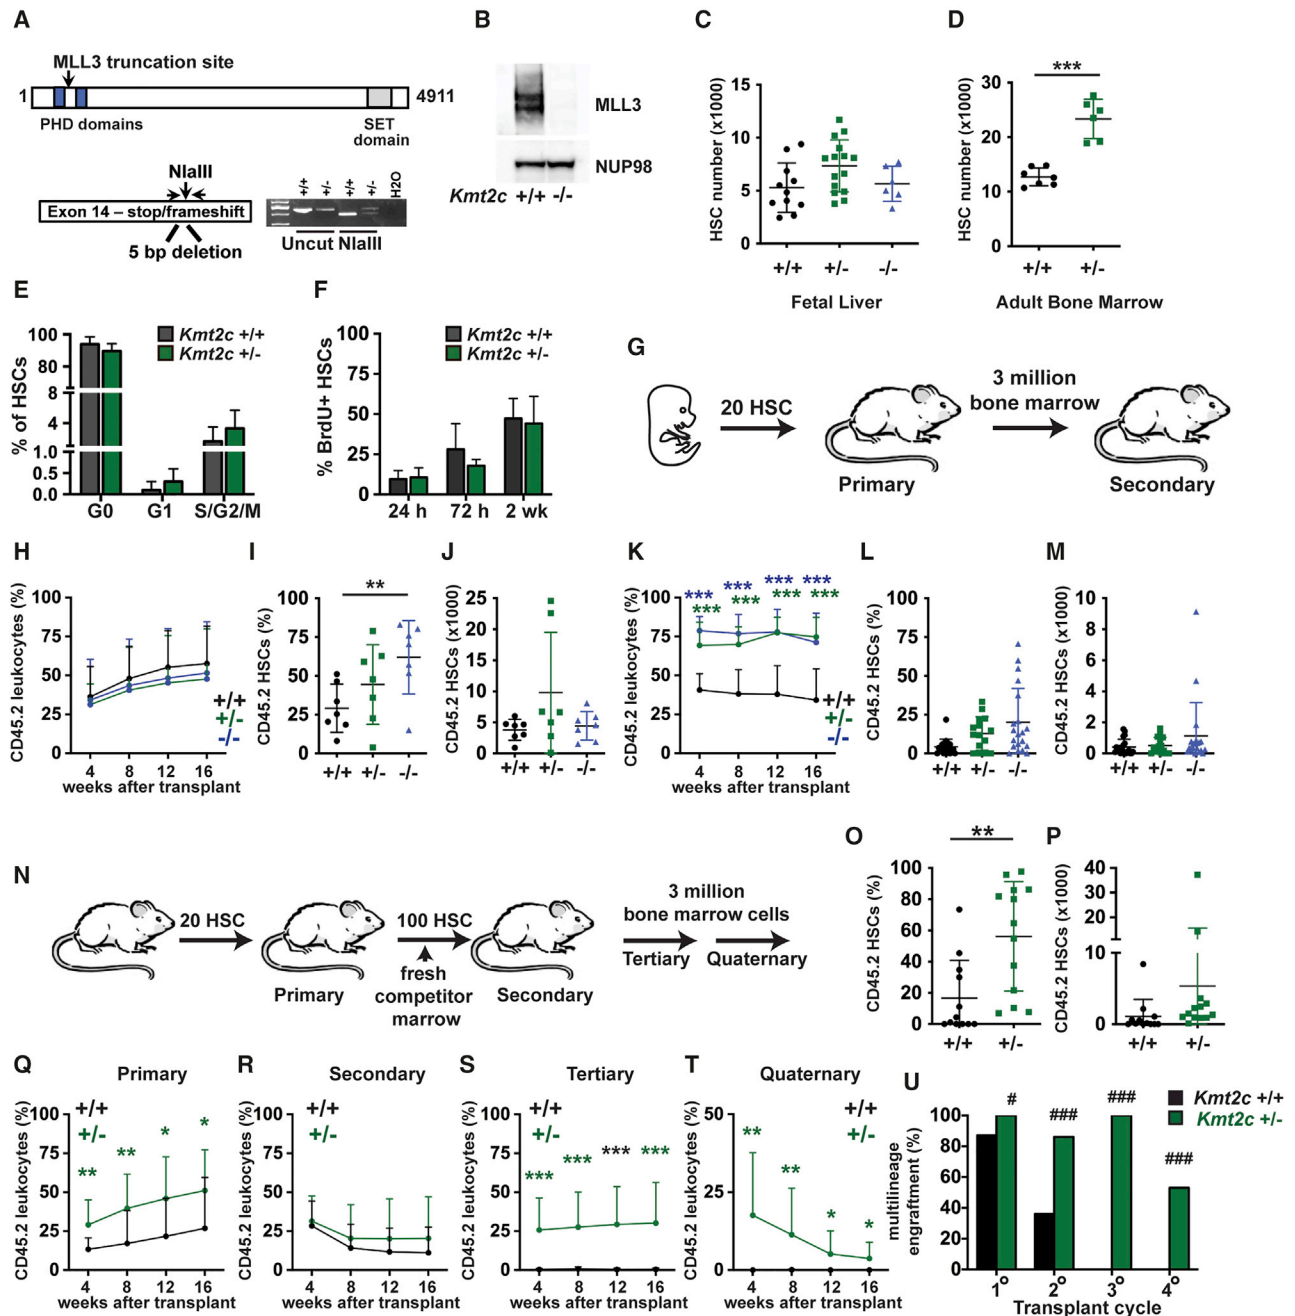 A
MLL3 truncation site
1
4911
PHD domains
SET
domain
NlaIII
Exon 14 – stop/frameshift
5 bp deletion
+/+
+/-
+/+
+/-
H2O
Uncut NlaIII
B
MLL3
NUP98
Kmt2c +/+ -/-
C
HSC number (x1000)
15
10
5
0
+/+ +/- -/-
Fetal Liver
D
HSC number (x1000)
***
30
20
10
0
+/+ +/-
Adult Bone Marrow
E
% of HSCs
100
80
8
4
1.0
0.5
0.0
Kmt2c +/+
Kmt2c +/-
G0 G1 S/G2/M
F
% BrdU+ HSCs
100
75
50
25
0
Kmt2c +/+
Kmt2c +/-
24 h 72 h 2 wk
G
20 HSC
3 million
bone marrow
Primary
Secondary
H
CD45.2 leukocytes (%)
100
75
50
25
0
+/+
+/-
-/-
4 8 12 16
weeks after transplant
I
CD45.2 HSCs (%)
**
100
75
50
25
0
+/+ +/- -/-
J
CD45.2 HSCs (x1000)
25
20
15
10
5
0
+/+ +/- -/-
K
CD45.2 leukocytes (%)
*** *** *** ***
*** *** *** ***
100
75
50
25
0
+/+
+/-
-/-
4 8 12 16
weeks after transplant
L
CD45.2 HSCs (%)
100
75
50
25
0
+/+ +/- -/-
M
CD45.2 HSCs (x1000)
10
8
6
4
2
0
+/+ +/- -/-
N
20 HSC
Primary
100 HSC
fresh
competitor
marrow
Secondary
3 million
bone marrow cells
Tertiary Quaternary
O
CD45.2 HSCs (%)
**
100
80
60
40
20
0
+/+ +/-
P
CD45.2 HSCs (x1000)
40
30
20
10
0
+/+ +/-
Q
Primary
CD45.2 leukocytes (%)
100
75
50
25
0
+/+
+/-
** ** * *
4 8 12 16
weeks after transplant
R
Secondary
CD45.2 leukocytes (%)
100
75
50
25
0
+/+
+/-
4 8 12 16
weeks after transplant
S
Tertiary
CD45.2 leukocytes (%)
100
75
50
25
0
+/+
+/-
*** *** *** ***
4 8 12 16
weeks after transplant
T
Quaternary
CD45.2 leukocytes (%)
50
25
0
+/+
+/-
** ** * *
4 8 12 16
weeks after transplant
U
multilineage
engraftment (%)
100
80
60
40
20
0
# ### ### ###
Kmt2c +/+
Kmt2c +/-
1° 2° 3° 4°
Transplant cycle